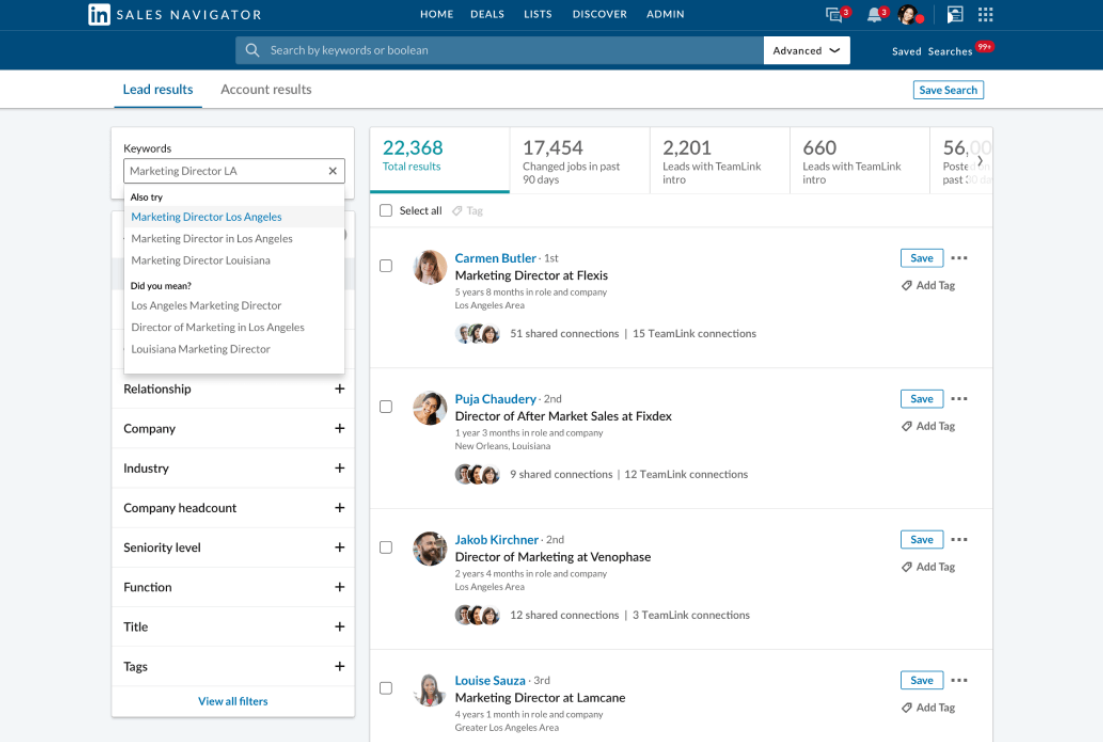 in SALES NAVIGATOR
HOME DEALS LISTS DISCOVER ADMIN
3 3
Search by keywords or boolean
Advanced
Saved Searches 99+
Lead results Account results
Save Search
Keywords
Marketing Director LA
Also try
Marketing Director Los Angeles
Marketing Director in Los Angeles
Marketing Director Louisiana
Did you mean?
Los Angeles Marketing Director
Director of Marketing in Los Angeles
Louisiana Marketing Director
Relationship +
Company +
Industry +
Company headcount +
Seniority level +
Function +
Title +
Tags +
View all filters
22,368
Total results
17,454
Changed jobs in past
90 days
2,201
Leads with TeamLink
intro
660
Leads with TeamLink
intro
56,00
Posted on
past 30 da
Select all Tag
Carmen Butler · 1st
Marketing Director at Flexis
5 years 8 months in role and company
Los Angeles Area
51 shared connections | 15 TeamLink connections
Save
Add Tag
Puja Chaudery · 2nd
Director of After Market Sales at Fixdex
1 year 3 months in role and company
New Orleans, Louisiana
9 shared connections | 12 TeamLink connections
Save
Add Tag
Jakob Kirchner · 2nd
Director of Marketing at Venophase
2 years 4 months in role and company
Los Angeles Area
12 shared connections | 3 TeamLink connections
Save
Add Tag
Louise Sauza · 3rd
Marketing Director at Lamcane
4 years 1 month in role and company
Greater Los Angeles Area
Save
Add Tag